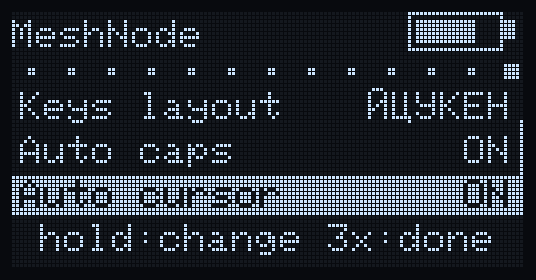 MeshNode
Keys layout ЙЦУКЕН
Auto caps ON
Auto cursor ON
hold:change 3x:done